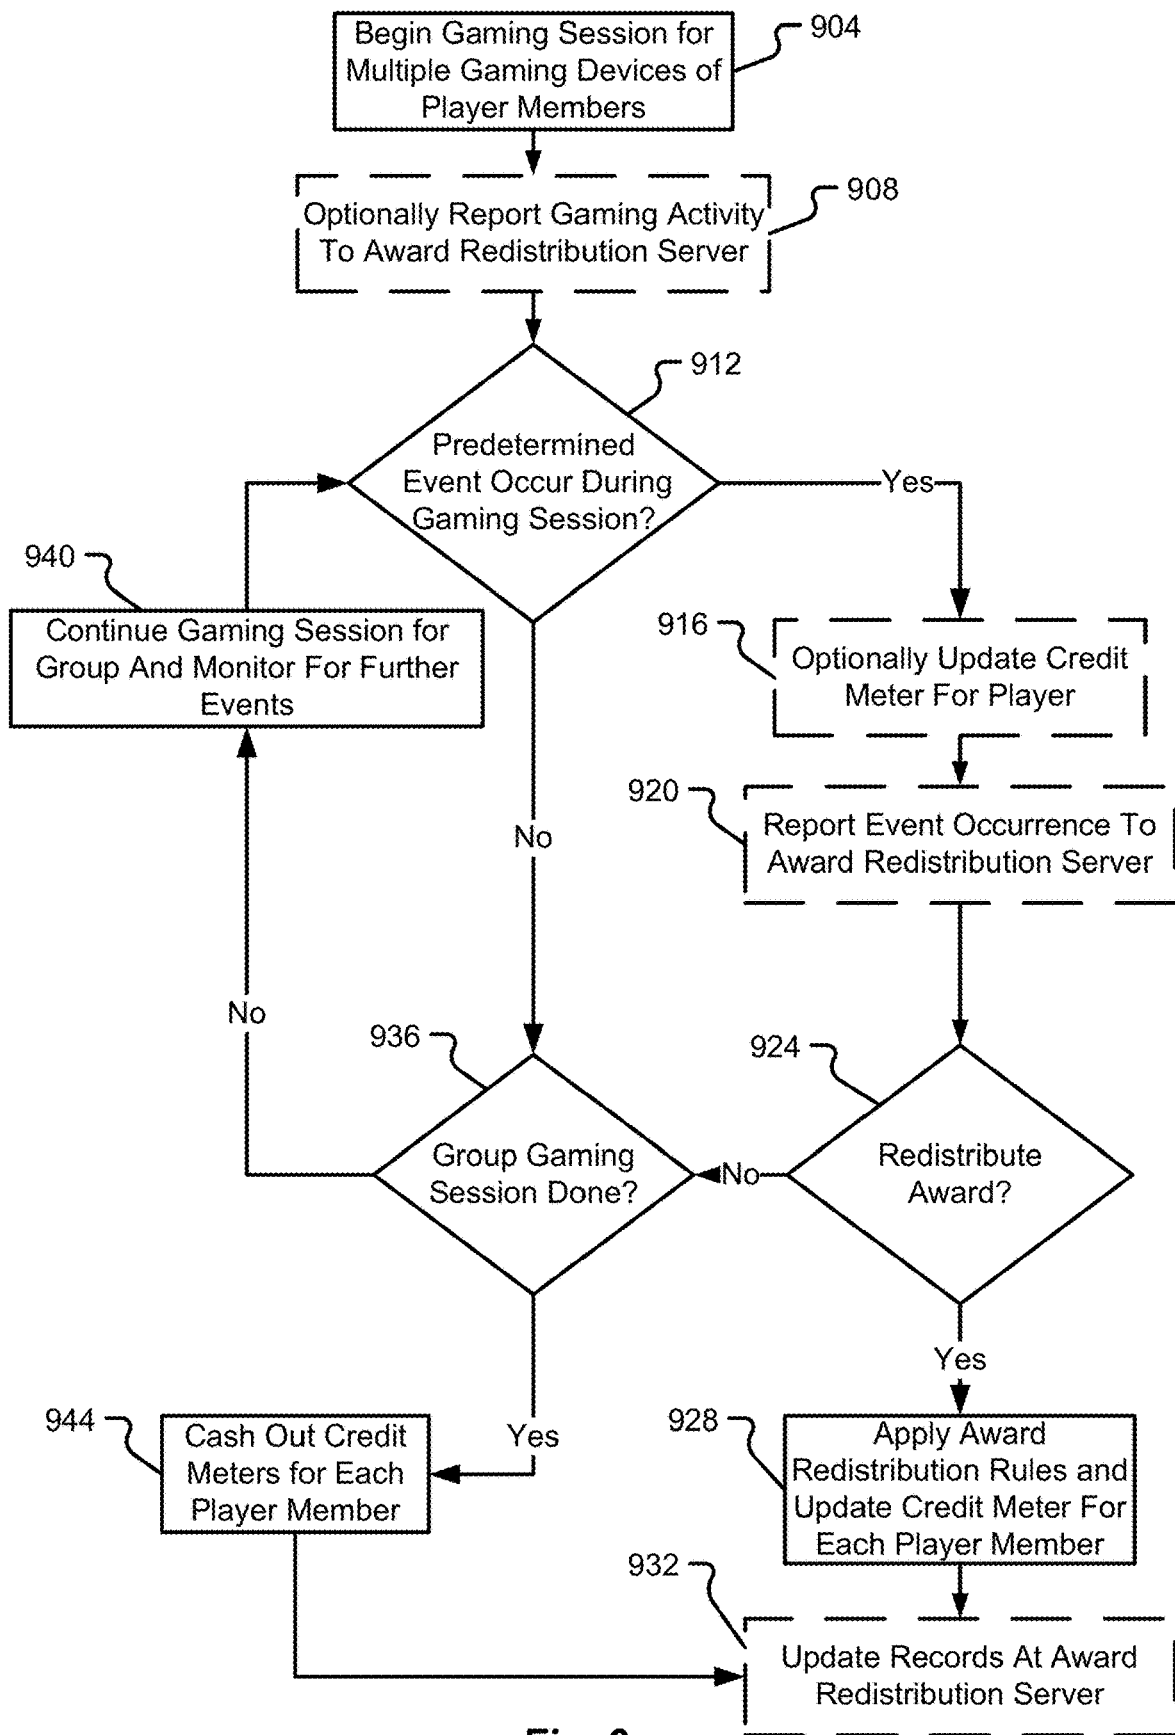 Begin Gaming Session for
Multiple Gaming Devices of
Player Members
904
Optionally Report Gaming Activity
To Award Redistribution Server
908
912
Predetermined
Event Occur During
Gaming Session?
Yes
940
Continue Gaming Session for
Group And Monitor For Further
Events
916
Optionally Update Credit
Meter For Player
920
Report Event Occurrence To
Award Redistribution Server
No
No
936
Group Gaming
Session Done?
No
924
Redistribute
Award?
Yes
Yes
944
Cash Out Credit
Meters for Each
Player Member
928
Apply Award
Redistribution Rules and
Update Credit Meter For
Each Player Member
932
Update Records At Award
Redistribution Server